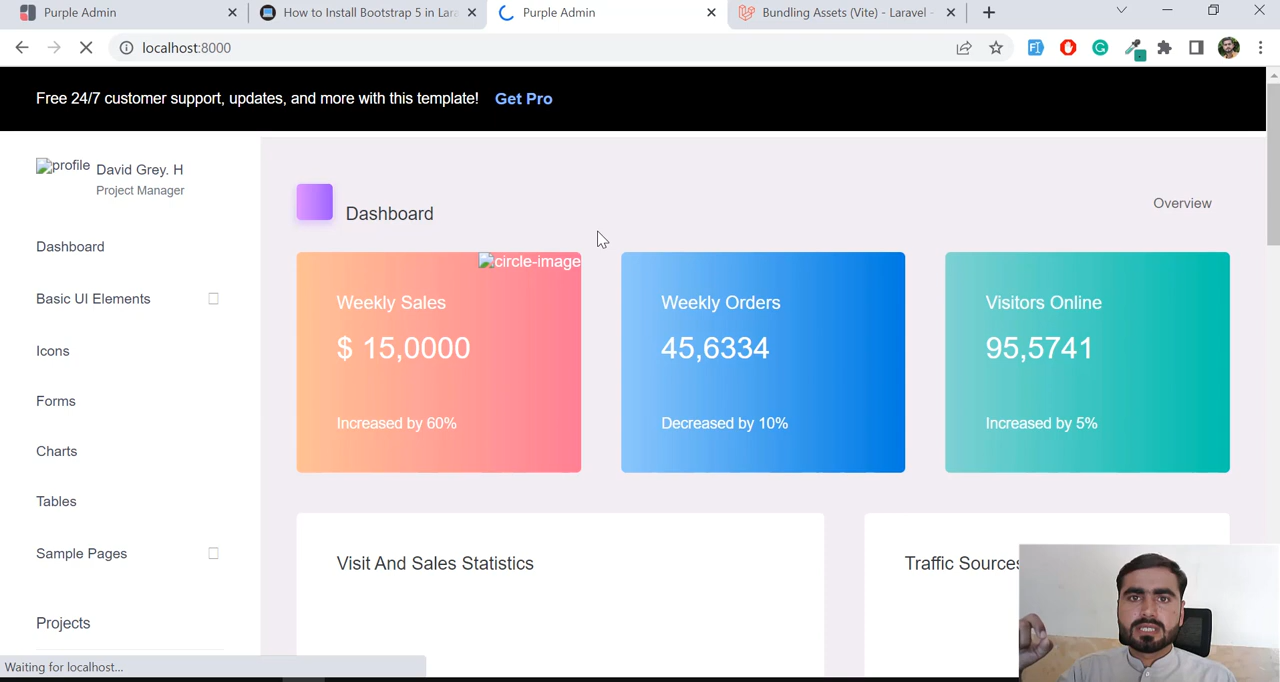 Purple Admin
How to Install Bootstrap 5 in Lara
Purple Admin
Bundling Assets (Vite) - Laravel -
localhost:8000
Free 24/7 customer support, updates, and more with this template! Get Pro
profile
David Grey. H
Project Manager
Dashboard
Basic UI Elements
Icons
Forms
Charts
Tables
Sample Pages
Projects
Dashboard
Overview
circle-image
Weekly Sales
$ 15,0000
Increased by 60%
Weekly Orders
45,6334
Decreased by 10%
Visitors Online
95,5741
Increased by 5%
Visit And Sales Statistics
Traffic Sources
Waiting for localhost...